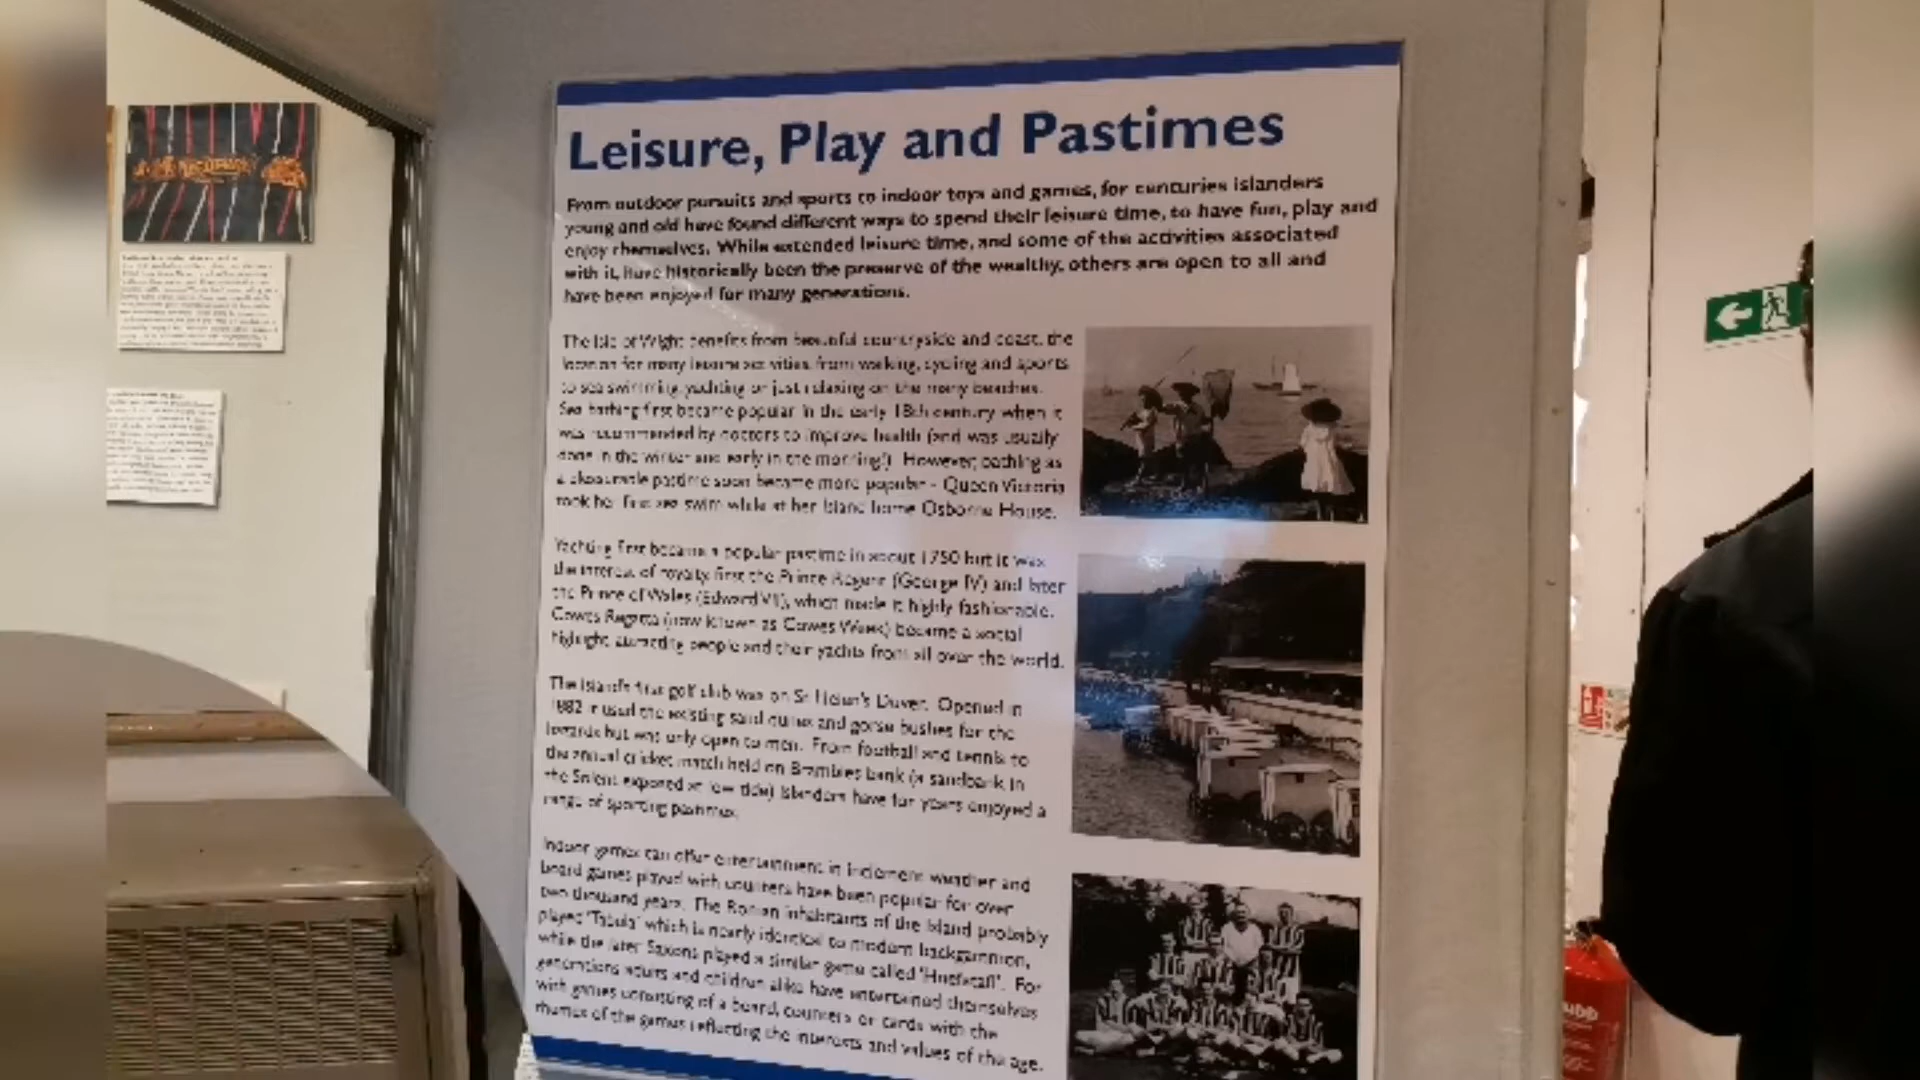 Leisure, Play and Pastimes
From outdoor pursuits and sports to indoor toys and games, for centuries islanders
young and old have found different ways to spend their leisure time, to have fun, play and
enjoy themselves. While extended leisure time, and some of the activities associated
with it, have historically been the preserve of the wealthy, others are open to all and
have been enjoyed for many generations.
The Isle of Wight benefits from beautiful countryside and coast, the
location for many leisure activities, from walking, cycling and sports
to sea swimming, yachting or just relaxing on the many beaches.
Sea bathing first became popular in the early 18th century when it
was recommended by doctors to improve health (and was usually
done in the winter and early in the morning!) However, bathing as
a pleasurable pastime soon became more popular - Queen Victoria
took her first sea swim while at her Island home Osborne House.
Yachting first became a popular pastime in about 1750 but it was
the interest of royalty, first the Prince Regent (George IV) and later
the Prince of Wales (Edward VII), which made it highly fashionable.
Cowes Regatta (now known as Cowes Week) became a social
highlight, attracting people and their yachts from all over the world.
The Island's first golf club was on St Helen's Duver. Opened in
1882 it used the existing sand dunes and gorse bushes for the
hazards but was only open to men. From football and tennis to
the annual cricket match held on Brambles bank (a sandbank in
the Solent exposed at low tide) Islanders have for years enjoyed a
range of sporting pastimes.
Indoor games can offer entertainment in inclement weather and
board games played with counters have been popular for over
two thousand years. The Roman inhabitants of the Island probably
played 'Tabula' which is nearly identical to modern backgammon,
while the later Saxons played a similar game called 'Hnefatafl'. For
generations adults and children alike have entertained themselves
with games consisting of a board, counters or cards with the
themes of the games reflecting the interests and values of the age.